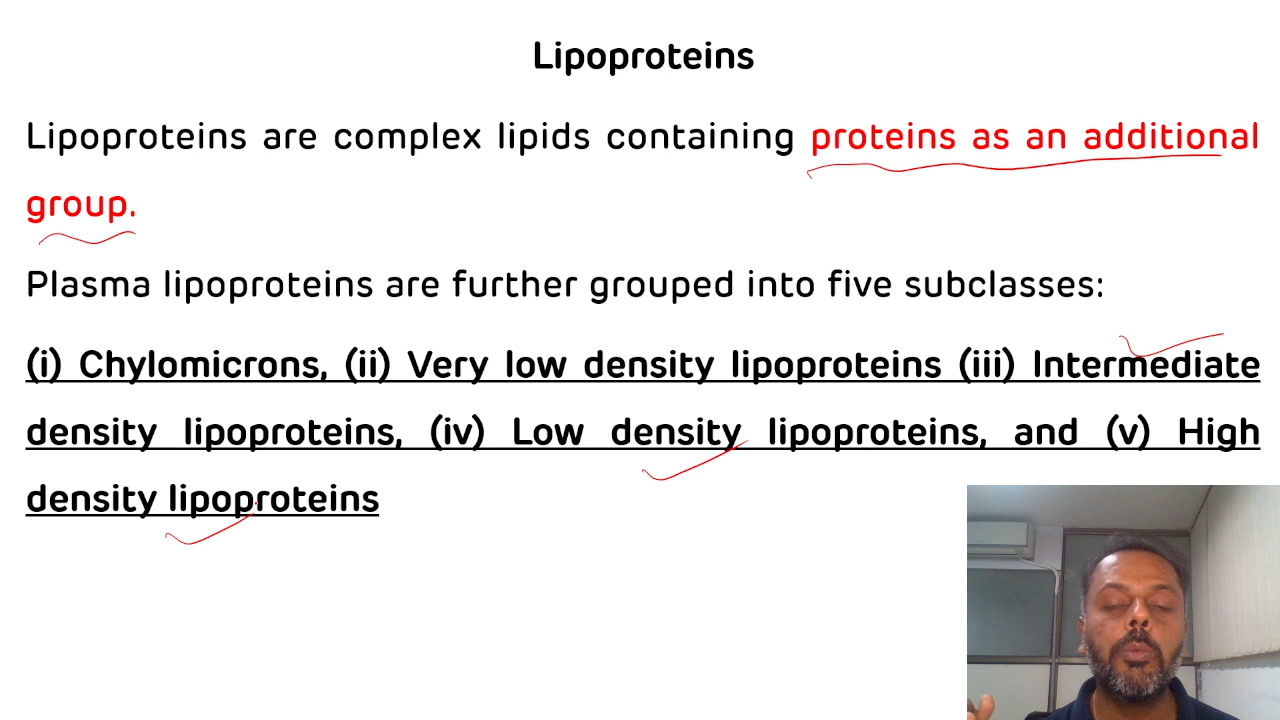 Lipoproteins
Lipoproteins are complex lipids containing proteins as an additional
group.
Plasma lipoproteins are further grouped into five subclasses:
(i) Chylomicrons, (ii) Very low density lipoproteins (iii) Intermediate
density lipoproteins, (iv) Low density lipoproteins, and (v) High
density lipoproteins